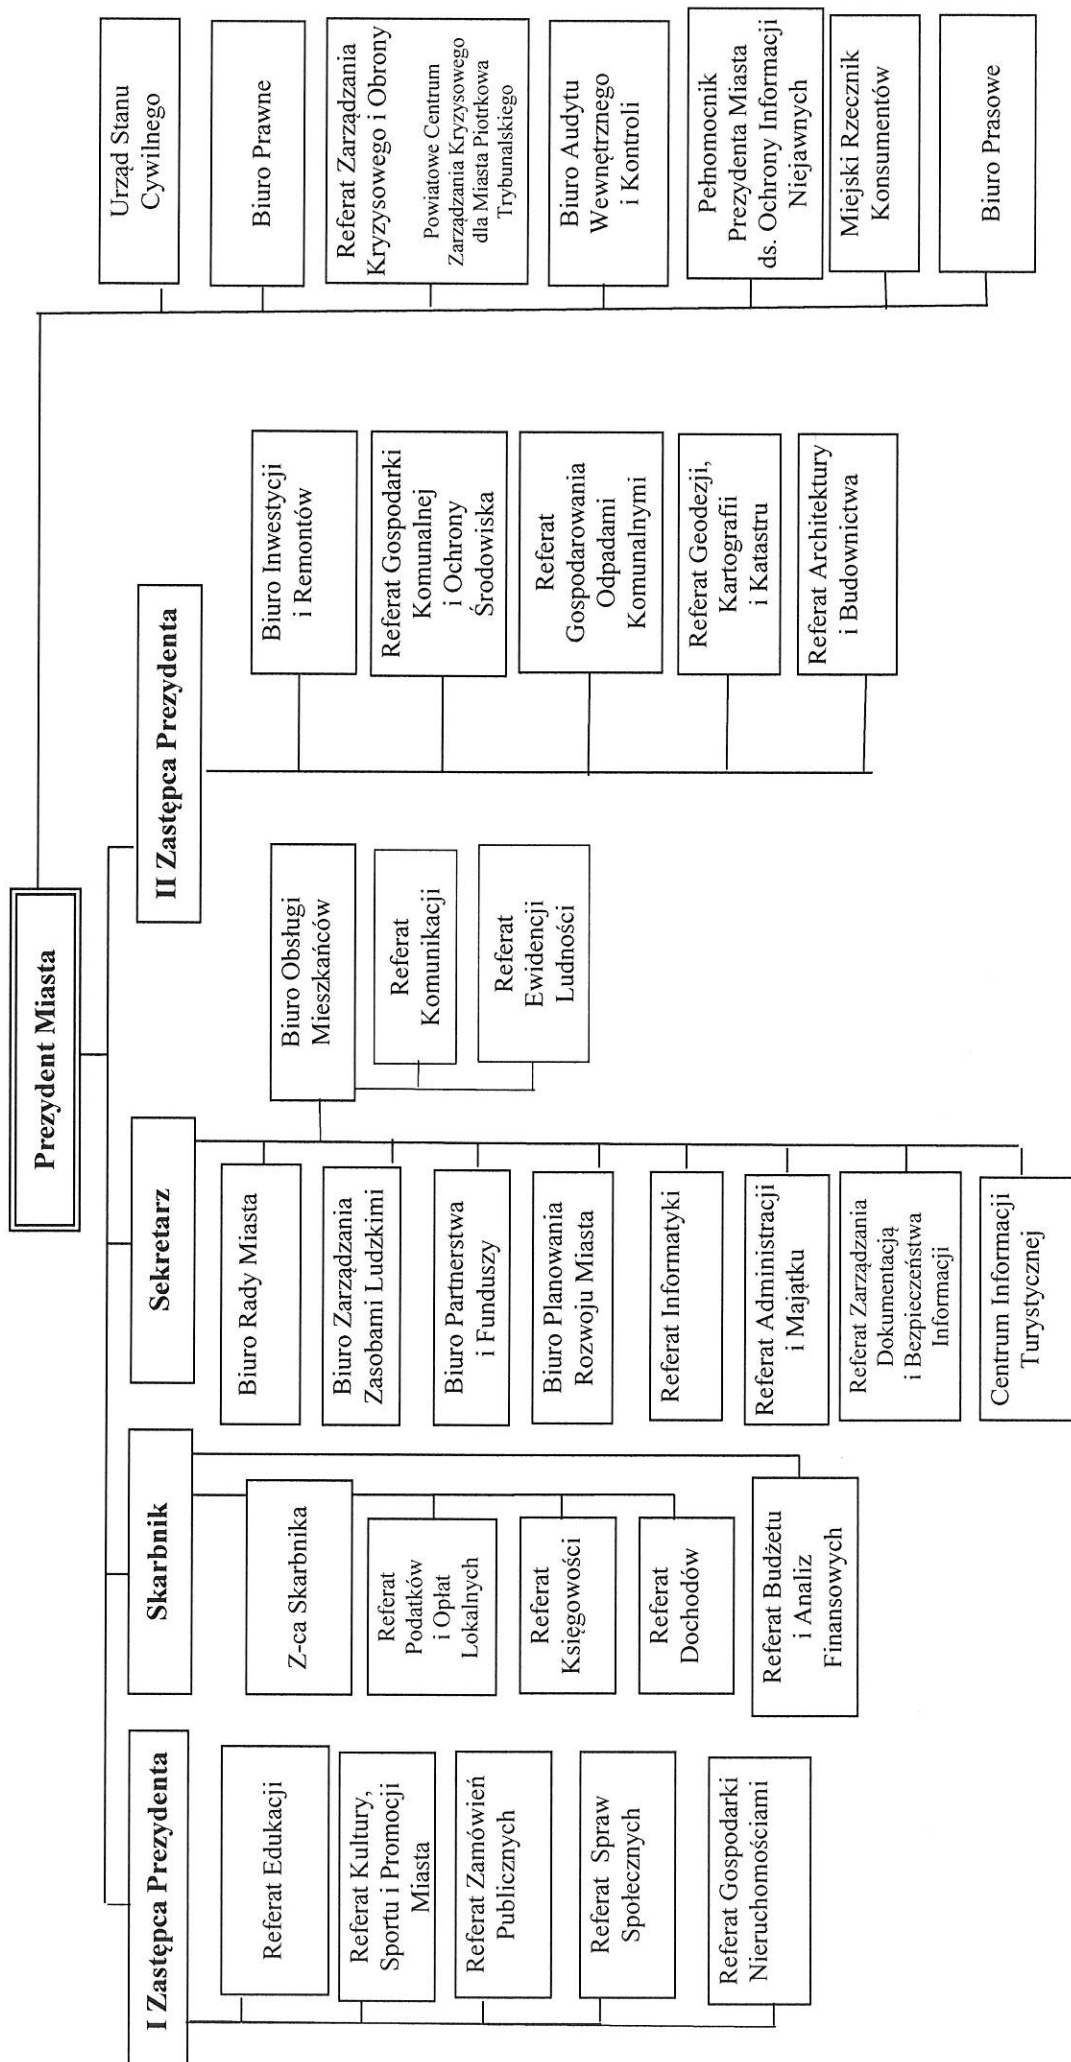 Prezydent Miasta
I Zastępca Prezydenta
Skarbnik
Sekretarz
II Zastępca Prezydenta
Referat Edukacji
Referat Kultury,
Sportu i Promocji
Miasta
Referat Zamówień
Publicznych
Referat Spraw
Społecznych
Referat Gospodarki
Nieruchomościami
Z-ca Skarbnika
Referat
Podatków
i Opłat
Lokalnych
Referat
Księgowości
Referat
Dochodów
Referat Budżetu
i Analiz
Finansowych
Biuro Rady Miasta
Biuro Zarządzania
Zasobami Ludzkimi
Biuro Partnerstwa
i Funduszy
Biuro Planowania
Rozwoju Miasta
Referat Informatyki
Referat Administracji
i Majątku
Referat Zarządzania
Dokumentacją
i Bezpieczeństwa
Informacji
Centrum Informacji
Turystycznej
Biuro Obsługi
Mieszkańców
Referat
Komunikacji
Referat
Ewidencji
Ludności
Biuro Inwestycji
i Remontów
Referat Gospodarki
Komunalnej
i Ochrony
Środowiska
Referat
Gospodarowania
Odpadami
Komunalnymi
Referat Geodezji,
Kartografii
i Katastru
Referat Architektury
i Budownictwa
Urząd Stanu
Cywilnego
Biuro Prawne
Referat Zarządzania
Kryzysowego i Obrony
Powiatowe Centrum
Zarządzania Kryzysowego
dla Miasta Piotrkowa
Trybunalskiego
Biuro Audytu
Wewnętrznego
i Kontroli
Pełnomocnik
Prezydenta Miasta
ds. Ochrony Informacji
Niejawnych
Miejski Rzecznik
Konsumentów
Biuro Prasowe